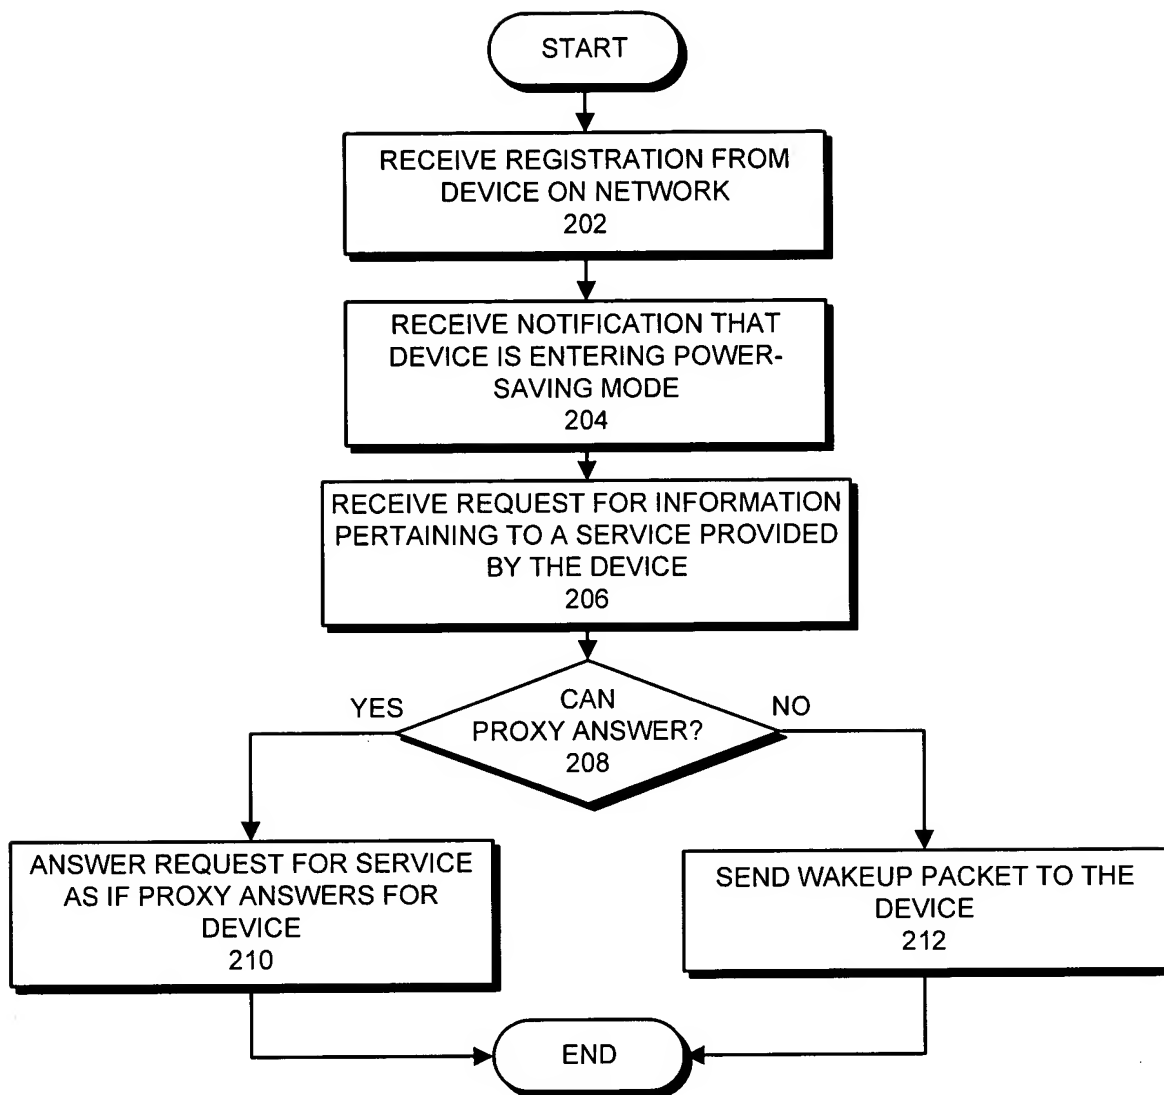 START
RECEIVE REGISTRATION FROM
DEVICE ON NETWORK
202
RECEIVE NOTIFICATION THAT
DEVICE IS ENTERING POWER-
SAVING MODE
204
RECEIVE REQUEST FOR INFORMATION
PERTAINING TO A SERVICE PROVIDED
BY THE DEVICE
206
CAN
PROXY ANSWER?
208
YES
NO
ANSWER REQUEST FOR SERVICE
AS IF PROXY ANSWERS FOR
DEVICE
210
SEND WAKEUP PACKET TO THE
DEVICE
212
END